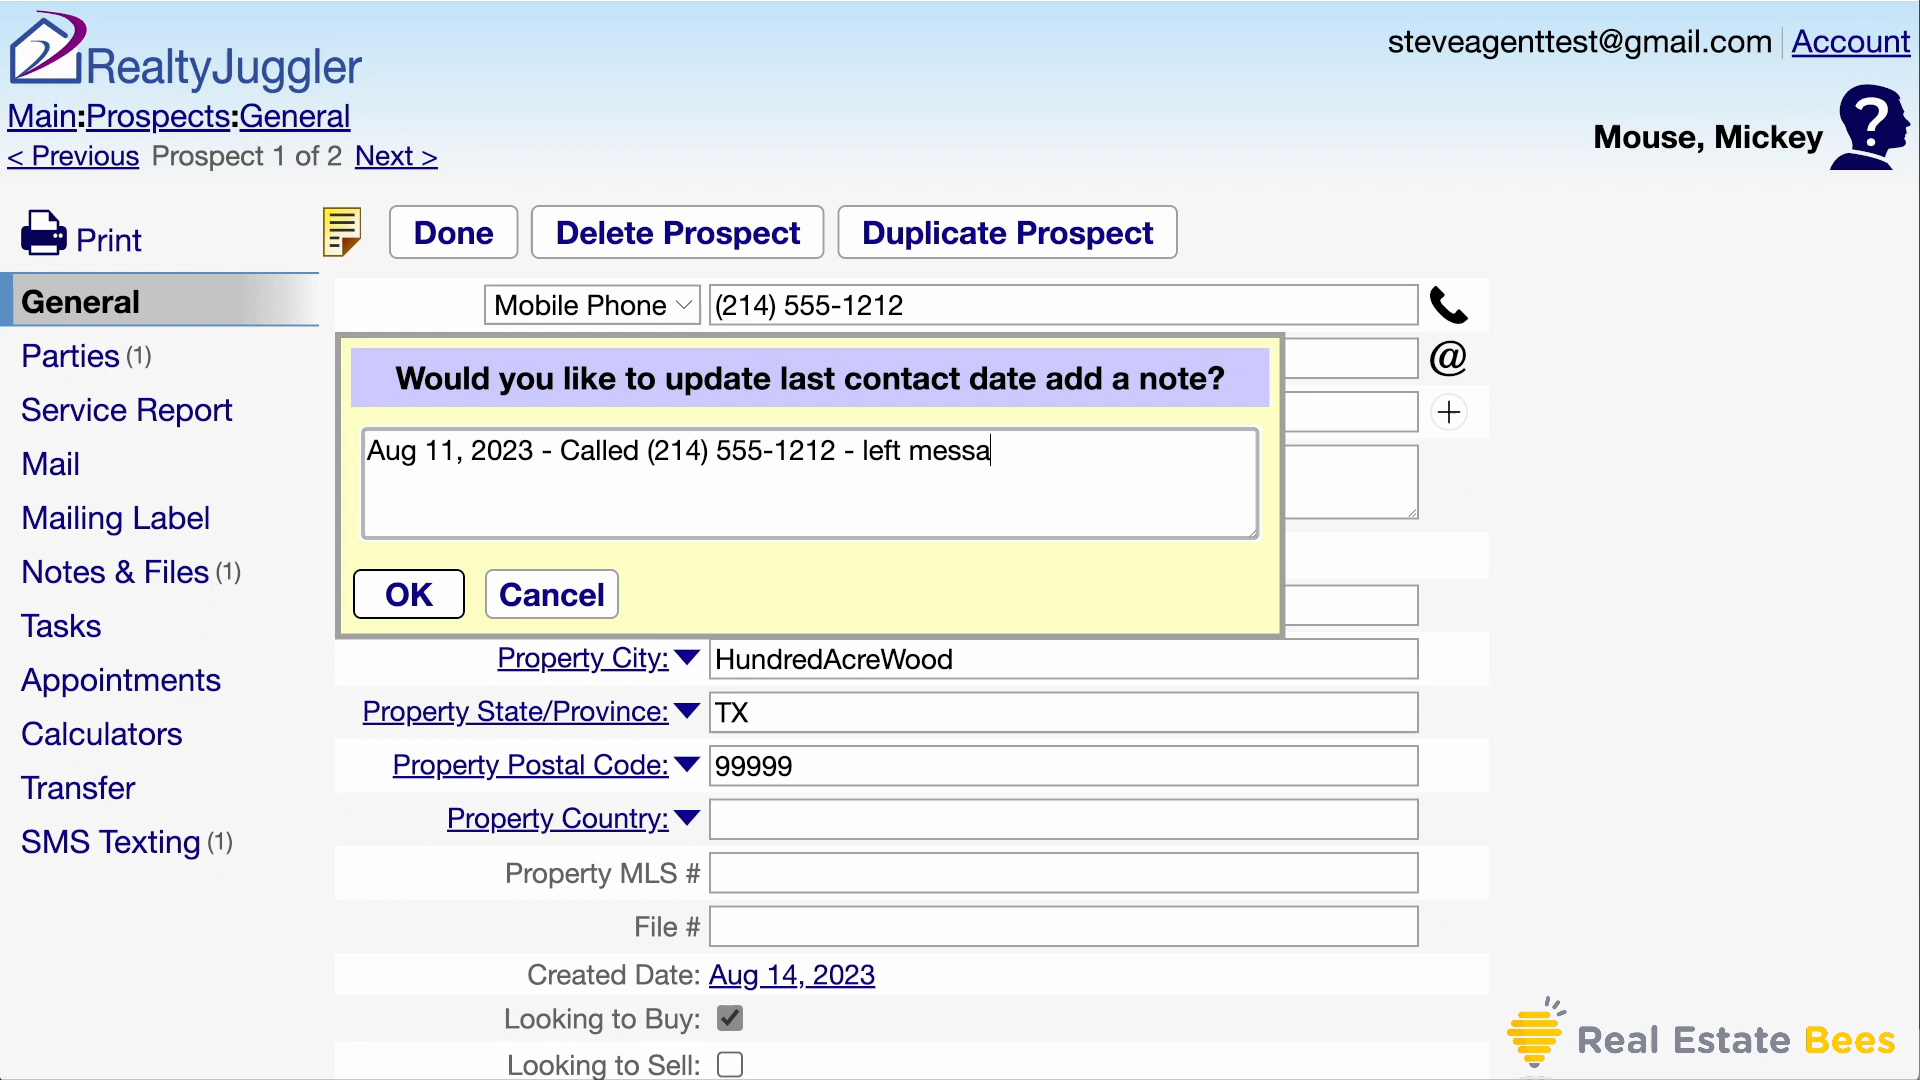 RealtyJuggler
steveagenttest@gmail.com Account
Main:Prospects:General
Mouse, Mickey
< Previous Prospect 1 of 2 Next >
Print
Done
Delete Prospect
Duplicate Prospect
General
Parties (1)
Service Report
Mail
Mailing Label
Notes & Files (1)
Tasks
Appointments
Calculators
Transfer
SMS Texting (1)
Mobile Phone (214) 555-1212
@
Would you like to update last contact date add a note?
Aug 11, 2023 - Called (214) 555-1212 - left messa
OK Cancel
Property City: HundredAcreWood
Property State/Province: TX
Property Postal Code: 99999
Property Country:
Property MLS #
File #
Created Date: Aug 14, 2023
Looking to Buy:
Looking to Sell:
Real Estate Bees